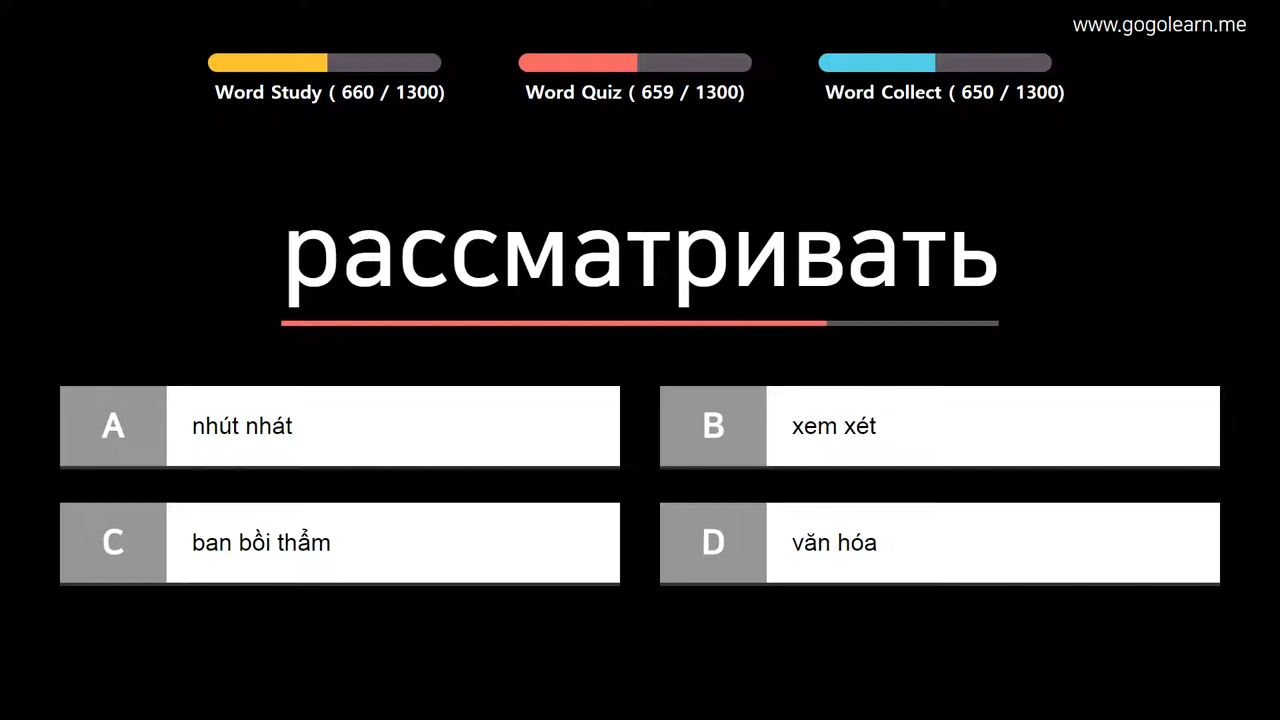 www.gogolearn.me
Word Study ( 660 / 1300)
Word Quiz ( 659 / 1300)
Word Collect ( 650 / 1300)
рассматривать
A nhút nhát
B xem xét
C ban bồi thẩm
D văn hóa